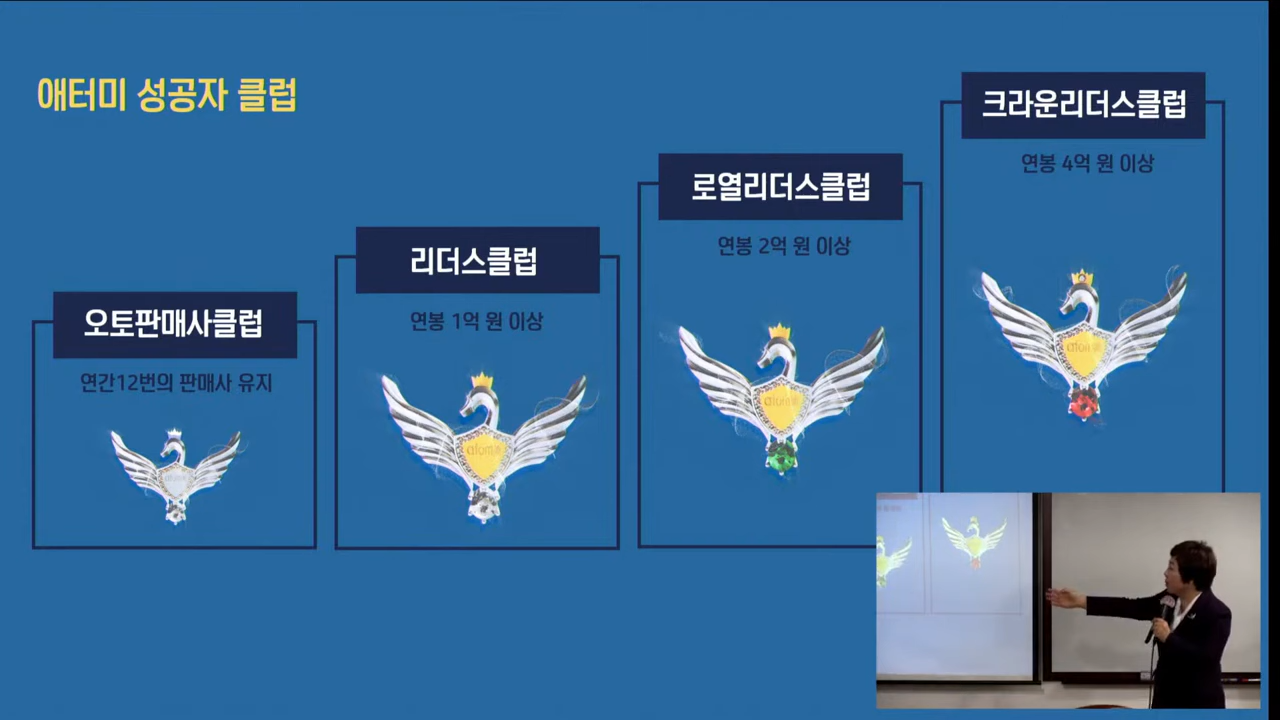 애터미 성공자 클럽
오토판매사클럽
연간12번의 판매사 유지
리더스클럽
연봉 1억 원 이상
로열리더스클럽
연봉 2억 원 이상
크라운리더스클럽
연봉 4억 원 이상